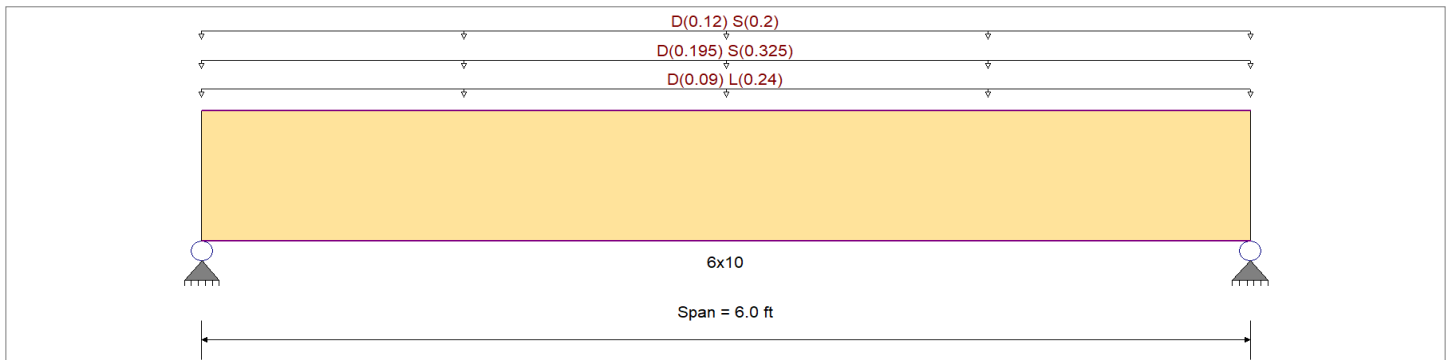 D(0.12) S(0.2)
D(0.195) S(0.325)
D(0.09) L(0.24)
6x10
Span = 6.0 ft